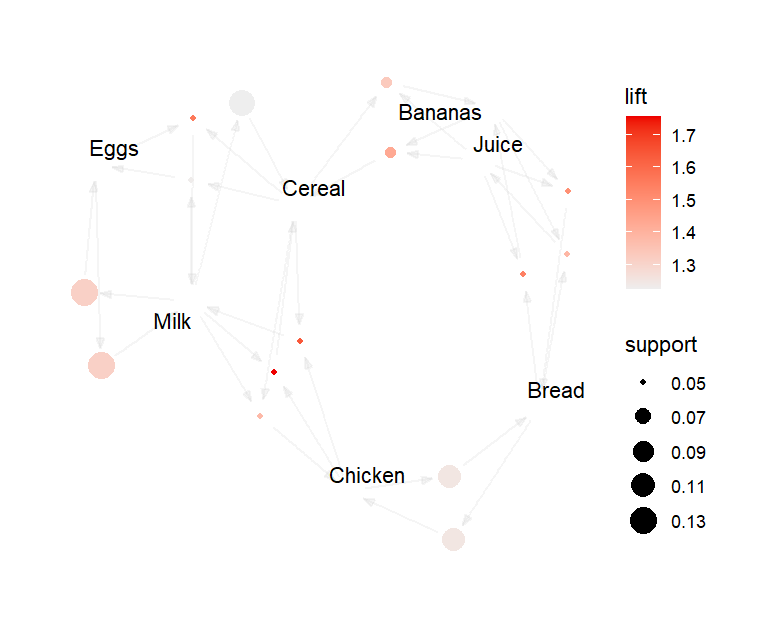 Bananas
Juice
Eggs
Cereal
Milk
Bread
Chicken
lift
1.7
1.6
1.5
1.4
1.3
support
0.05
0.07
0.09
0.11
0.13